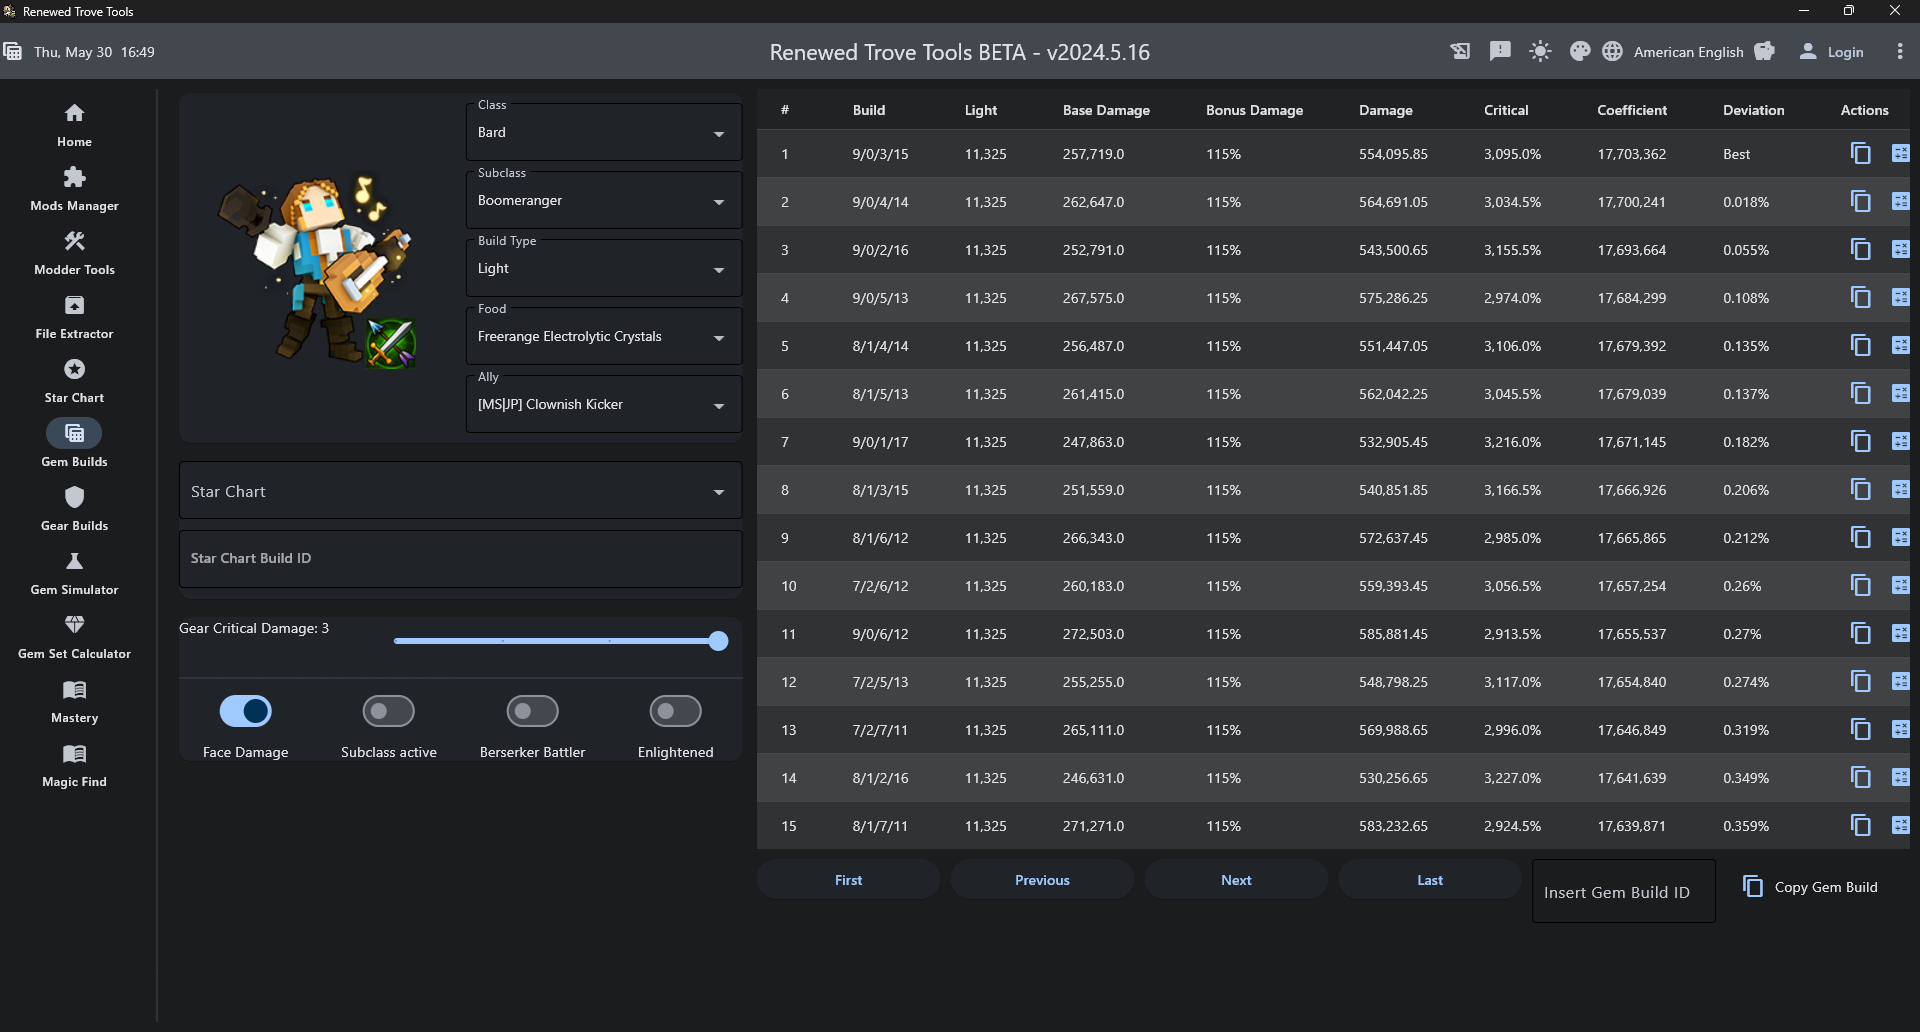 Renewed Trove Tools
Thu, May 30 16:49
Renewed Trove Tools BETA - v2024.5.16
American English
Login
Home
Mods Manager
Modder Tools
File Extractor
Star Chart
Gem Builds
Gear Builds
Gem Simulator
Gem Set Calculator
Mastery
Magic Find
Class
Bard
Subclass
Boomeranger
Build Type
Light
Food
Freerange Electrolytic Crystals
Ally
[MS|JP] Clownish Kicker
Star Chart
Star Chart Build ID
Gear Critical Damage: 3
Face Damage Subclass active Berserker Battler Enlightened
# Build Light Base Damage Bonus Damage Damage Critical Coefficient Deviation Actions
1 9/0/3/15 11,325 257,719.0 115% 554,095.85 3,095.0% 17,703,362 Best
2 9/0/4/14 11,325 262,647.0 115% 564,691.05 3,034.5% 17,700,241 0.018%
3 9/0/2/16 11,325 252,791.0 115% 543,500.65 3,155.5% 17,693,664 0.055%
4 9/0/5/13 11,325 267,575.0 115% 575,286.25 2,974.0% 17,684,299 0.108%
5 8/1/4/14 11,325 256,487.0 115% 551,447.05 3,106.0% 17,679,392 0.135%
6 8/1/5/13 11,325 261,415.0 115% 562,042.25 3,045.5% 17,679,039 0.137%
7 9/0/1/17 11,325 247,863.0 115% 532,905.45 3,216.0% 17,671,145 0.182%
8 8/1/3/15 11,325 251,559.0 115% 540,851.85 3,166.5% 17,666,926 0.206%
9 8/1/6/12 11,325 266,343.0 115% 572,637.45 2,985.0% 17,665,865 0.212%
10 7/2/6/12 11,325 260,183.0 115% 559,393.45 3,056.5% 17,657,254 0.26%
11 9/0/6/12 11,325 272,503.0 115% 585,881.45 2,913.5% 17,655,537 0.27%
12 7/2/5/13 11,325 255,255.0 115% 548,798.25 3,117.0% 17,654,840 0.274%
13 7/2/7/11 11,325 265,111.0 115% 569,988.65 2,996.0% 17,646,849 0.319%
14 8/1/2/16 11,325 246,631.0 115% 530,256.65 3,227.0% 17,641,639 0.349%
15 8/1/7/11 11,325 271,271.0 115% 583,232.65 2,924.5% 17,639,871 0.359%
First Previous Next Last Insert Gem Build ID Copy Gem Build